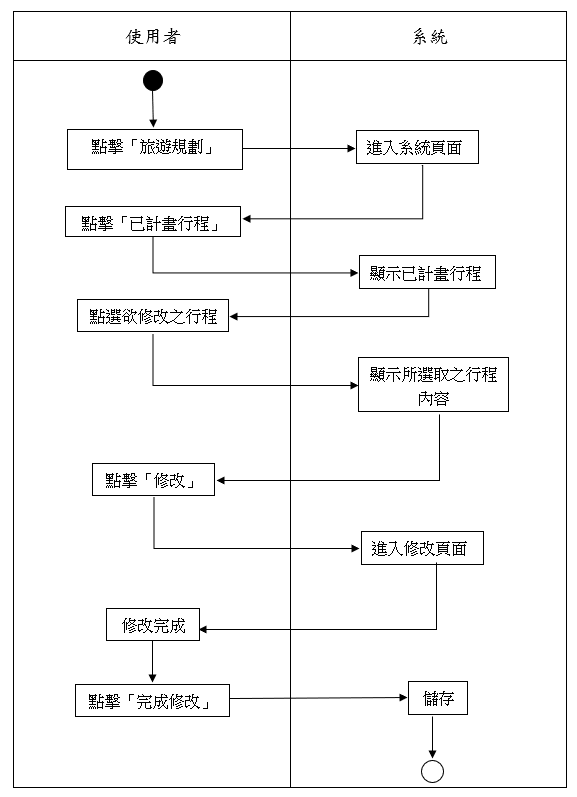 使用者
系統
點擊「旅遊規劃」
進入系統頁面
點擊「已計畫行程」
顯示已計畫行程
點選欲修改之行程
顯示所選取之行程
內容
點擊「修改」
進入修改頁面
修改完成
點擊「完成修改」
儲存